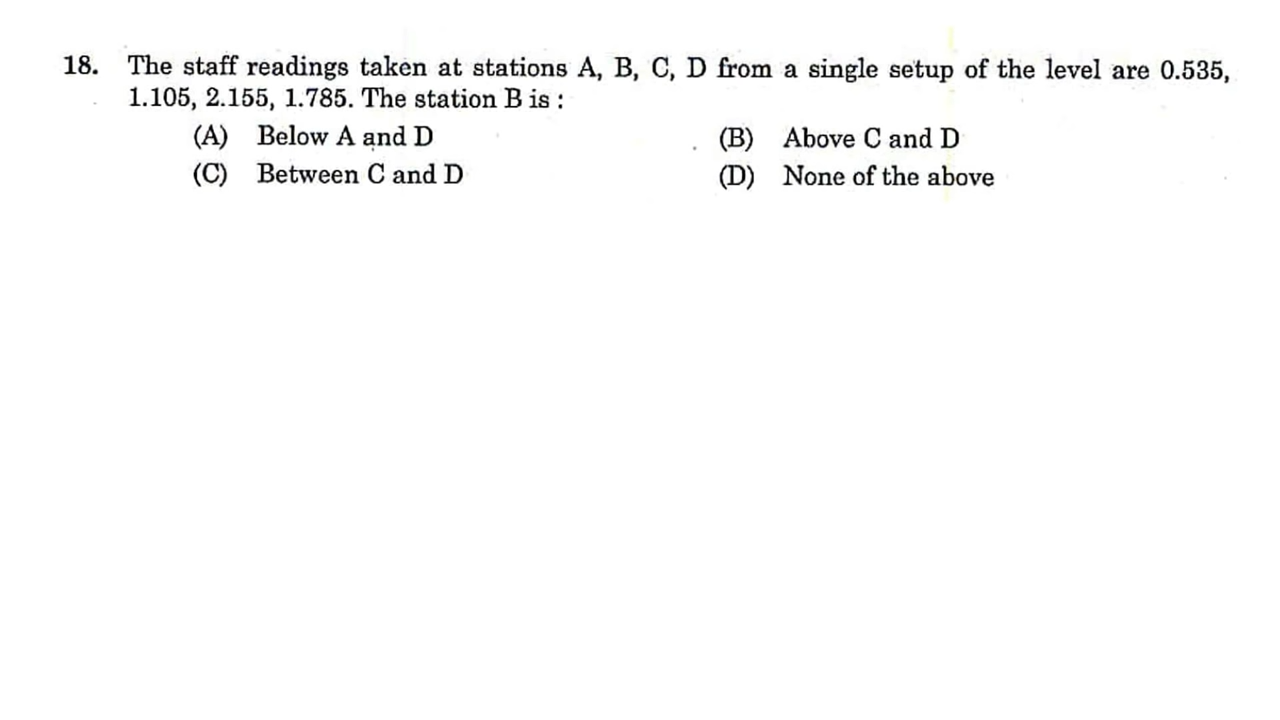 18. The staff readings taken at stations A, B, C, D from a single setup of the level are 0.535,
1.105, 2.155, 1.785. The station B is :
(A) Below A and D (B) Above C and D
(C) Between C and D (D) None of the above